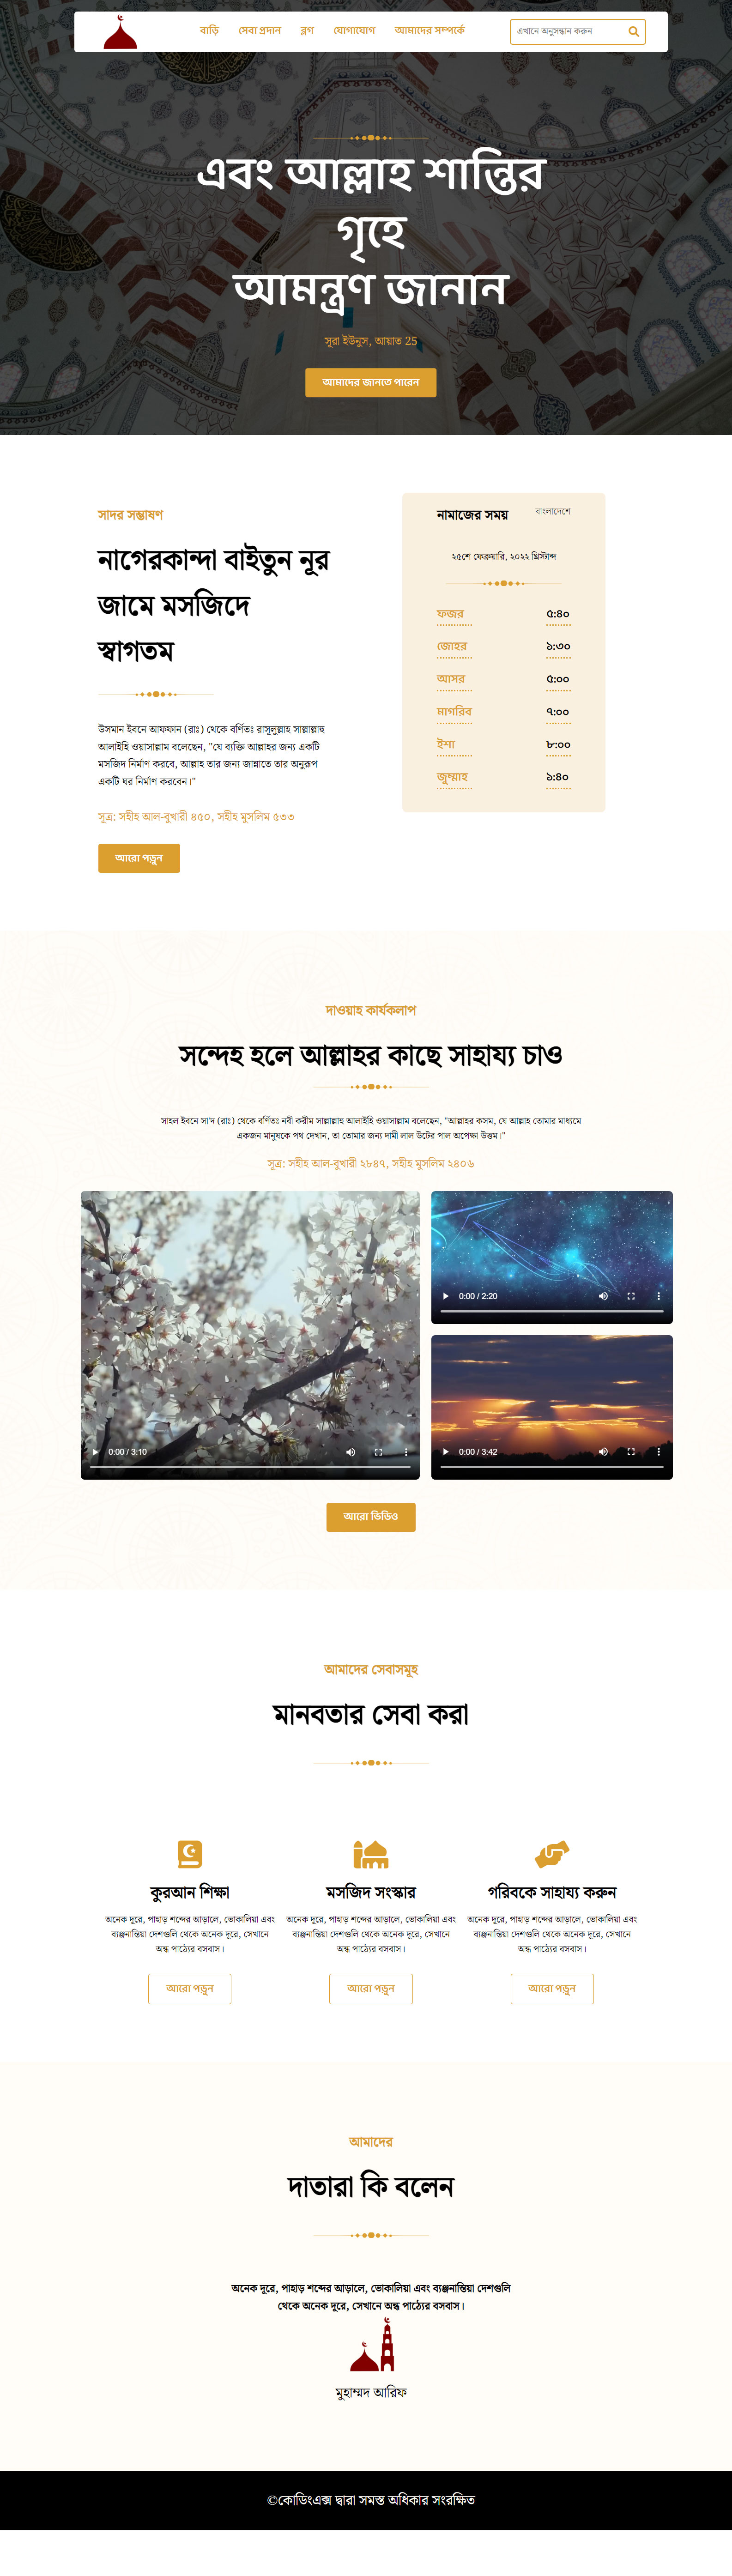 বাড়ি সেবা প্রদান ব্লগ যোগাযোগ আমাদের সম্পর্কে এখানে অনুসন্ধান করুন
এবং আল্লাহ শান্তির
গৃহে
আমন্ত্রণ জানান
সূরা ইউনুস, আয়াত 25
আমাদের জানতে পারেন
সাদর সম্ভাষণ
নাগেরকান্দা বাইতুন নূর
জামে মসজিদে
স্বাগতম
উসমান ইবনে আফফান (রাঃ) থেকে বর্ণিতঃ রাসূলুল্লাহ সাল্লাল্লাহু
আলাইহি ওয়াসাল্লাম বলেছেন, "যে ব্যক্তি আল্লাহর জন্য একটি
মসজিদ নির্মাণ করবে, আল্লাহ তার জন্য জান্নাতে তার অনুরূপ
একটি ঘর নির্মাণ করবেন।"
সূত্র: সহীহ আল-বুখারী ৪৫০, সহীহ মুসলিম ৫৩৩
আরো পড়ুন
নামাজের সময় বাংলাদেশে
২৫শে ফেব্রুয়ারি, ২০২২ খ্রিস্টাব্দ
ফজর ৫:৪০
জোহর ১:৩০
আসর ৫:০০
মাগরিব ৭:০০
ইশা ৮:০০
জুম্মাহ ১:৪০
দাওয়াহ কার্যকলাপ
সন্দেহ হলে আল্লাহর কাছে সাহায্য চাও
সাহল ইবনে সা'দ (রাঃ) থেকে বর্ণিতঃ নবী করীম সাল্লাল্লাহু আলাইহি ওয়াসাল্লাম বলেছেন, "আল্লাহর কসম, যে আল্লাহ তোমার মাধ্যমে
একজন মানুষকে পথ দেখান, তা তোমার জন্য দামী লাল উটের পাল অপেক্ষা উত্তম।"
সূত্র: সহীহ আল-বুখারী ২৮৪৭, সহীহ মুসলিম ২৪০৬
0:00 / 3:10
0:00 / 2:20
0:00 / 3:42
আরো ভিডিও
আমাদের সেবাসমূহ
মানবতার সেবা করা
কুরআন শিক্ষা
অনেক দূরে, পাহাড় শব্দের আড়ালে, ভোকালিয়া এবং
ব্যঞ্জনান্তিয়া দেশগুলি থেকে অনেক দূরে, সেখানে
অন্ধ পাঠ্যের বসবাস।
আরো পড়ুন
মসজিদ সংস্কার
অনেক দূরে, পাহাড় শব্দের আড়ালে, ভোকালিয়া এবং
ব্যঞ্জনান্তিয়া দেশগুলি থেকে অনেক দূরে, সেখানে
অন্ধ পাঠ্যের বসবাস।
আরো পড়ুন
গরিবকে সাহায্য করুন
অনেক দূরে, পাহাড় শব্দের আড়ালে, ভোকালিয়া এবং
ব্যঞ্জনান্তিয়া দেশগুলি থেকে অনেক দূরে, সেখানে
অন্ধ পাঠ্যের বসবাস।
আরো পড়ুন
আমাদের
দাতারা কি বলেন
অনেক দূরে, পাহাড় শব্দের আড়ালে, ভোকালিয়া এবং ব্যঞ্জনান্তিয়া দেশগুলি
থেকে অনেক দূরে, সেখানে অন্ধ পাঠ্যের বসবাস।
মুহাম্মদ আরিফ
©কোডিংএক্স দ্বারা সমস্ত অধিকার সংরক্ষিত